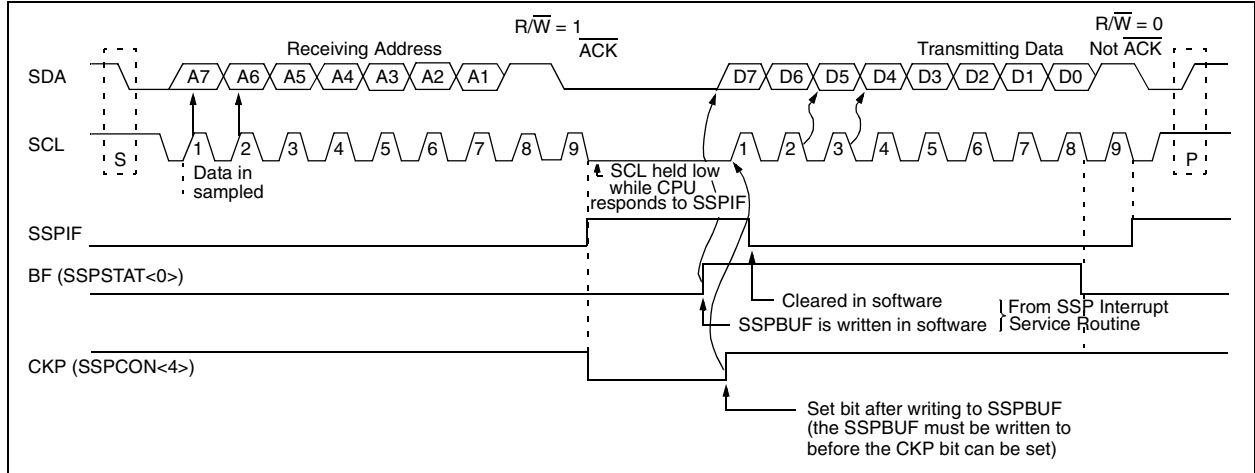 R/W = 1
R/W = 0
Receiving Address
ACK
Transmitting Data
Not ACK
SDA
A7 A6 A5 A4 A3 A2 A1
D7 D6 D5 D4 D3 D2 D1 D0
SCL
S
1 2 3 4 5 6 7 8 9
1 2 3 4 5 6 7 8 9
P
Data in
sampled
SCL held low
while CPU
responds to SSPIF
SSPIF
BF (SSPSTAT<0>)
Cleared in software
SSPBUF is written in software
From SSP Interrupt
Service Routine
CKP (SSPCON<4>)
Set bit after writing to SSPBUF
(the SSPBUF must be written to
before the CKP bit can be set)